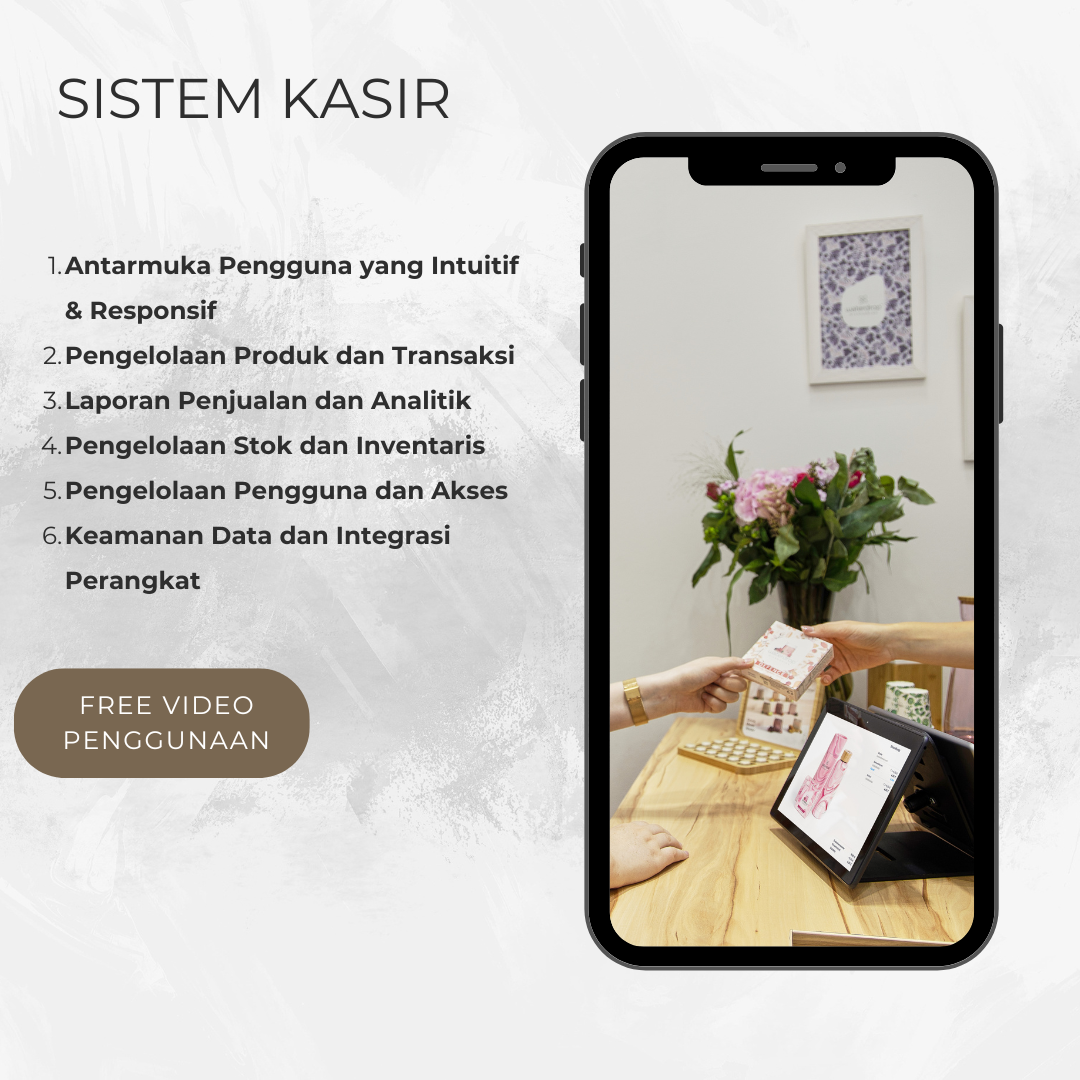 SISTEM KASIR
1. Antarmuka Pengguna yang Intuitif
& Responsif
2. Pengelolaan Produk dan Transaksi
3. Laporan Penjualan dan Analitik
4. Pengelolaan Stok dan Inventaris
5. Pengelolaan Pengguna dan Akses
6. Keamanan Data dan Integrasi
Perangkat
FREE VIDEO
PENGGUNAAN